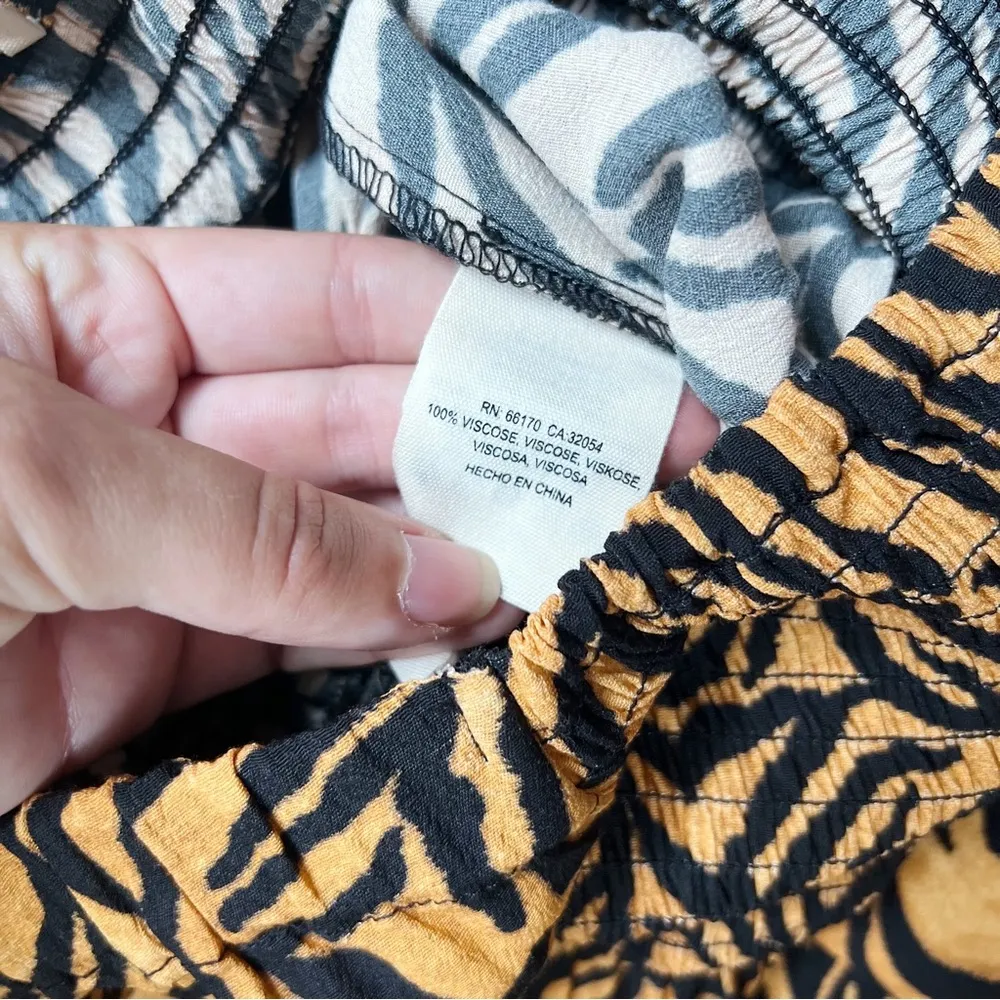 RN: 66170 CA:32054
100% VISCOSE, VISCOSE, VISKOSE,
VISCOSA, VISCOSA
HECHO EN CHINA